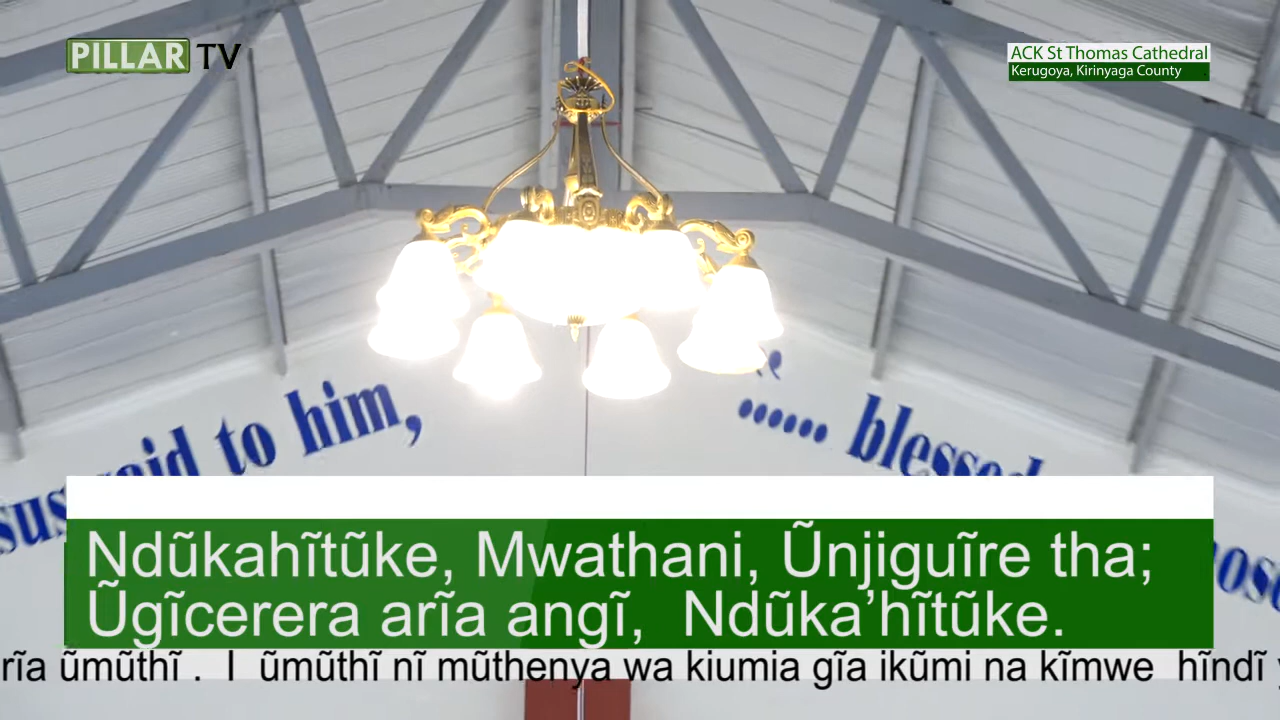 PILLAR TV
ACK St Thomas Cathedral
Kerugoya, Kirinyaga County
said to him,
...... blessed
Ndũkahĩtũke, Mwathani, Ũnjiguĩre tha;
Ũgĩcerera arĩa angĩ, Ndũka’hĩtũke.
rĩa ũmũthĩ . I ũmũthĩ nĩ mũthenya wa kiumia gĩa ikũmi na kĩmwe hĩndĩ